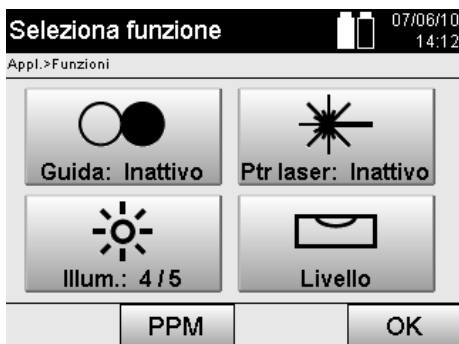 Seleziona funzione
07/06/10
14:12
Appl.>Funzioni
Guida: Inattivo
Ptr laser: Inattivo
Illum.: 4/5
Livello
PPM
OK